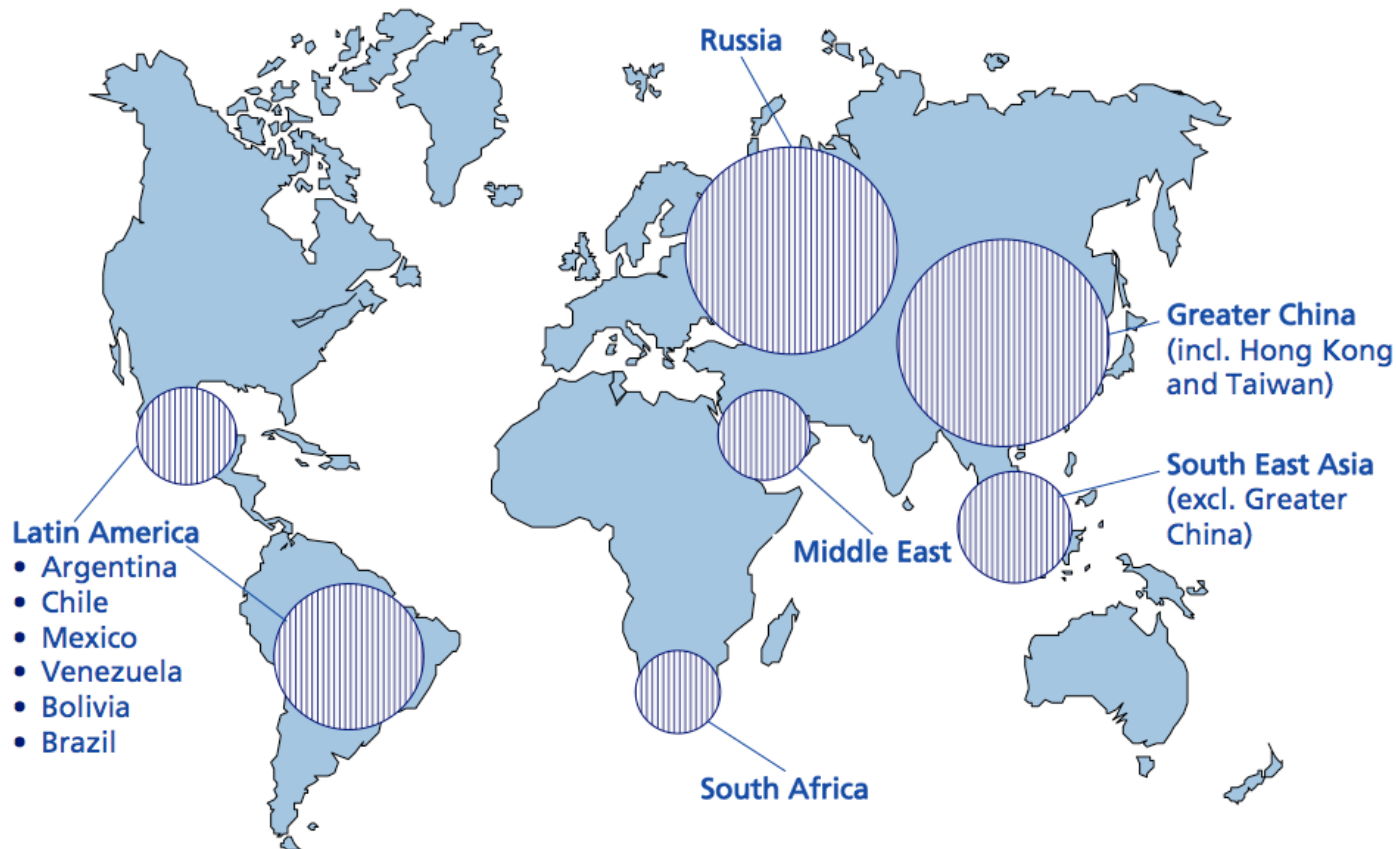 Russia
Greater China
(incl. Hong Kong
and Taiwan)
South East Asia
(excl. Greater
China)
Middle East
Latin America
• Argentina
• Chile
• Mexico
• Venezuela
• Bolivia
• Brazil
South Africa